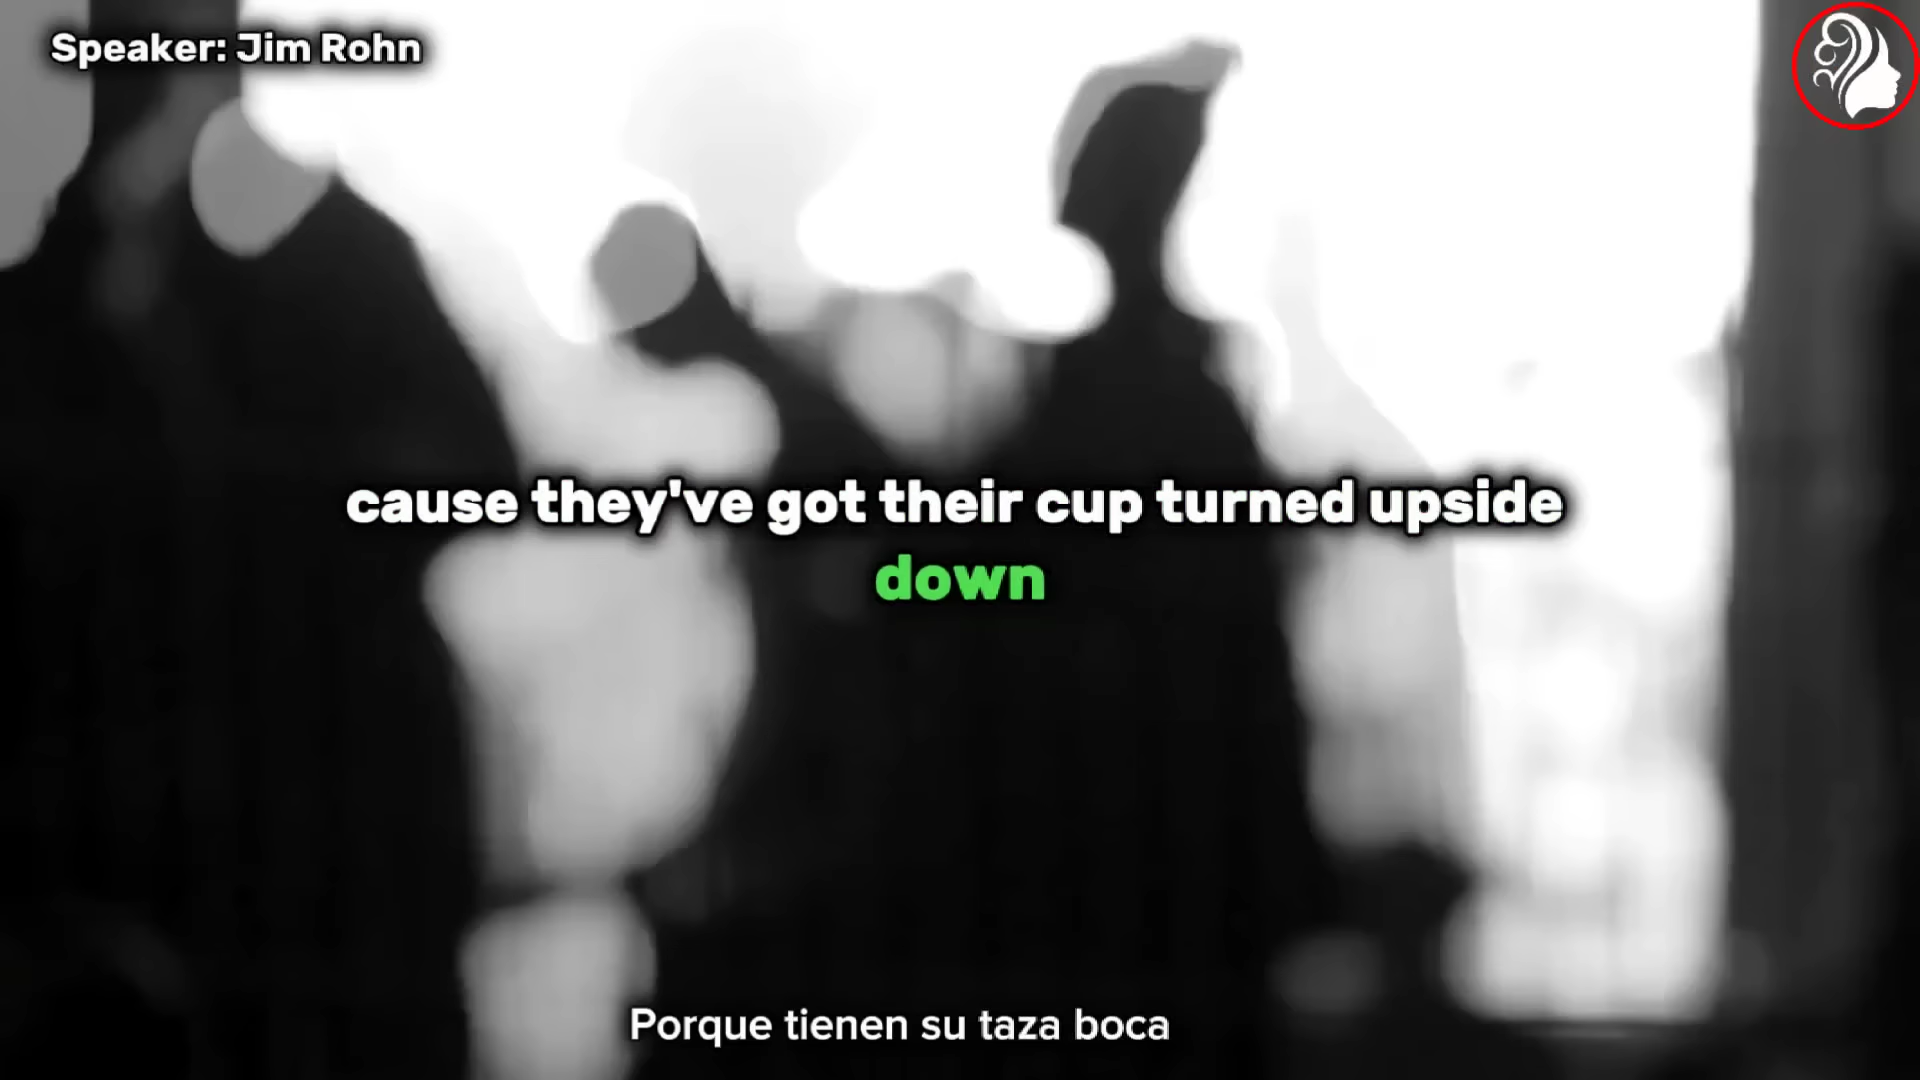 Speaker: Jim Rohn
cause they've got their cup turned upside
down
Porque tienen su taza boca